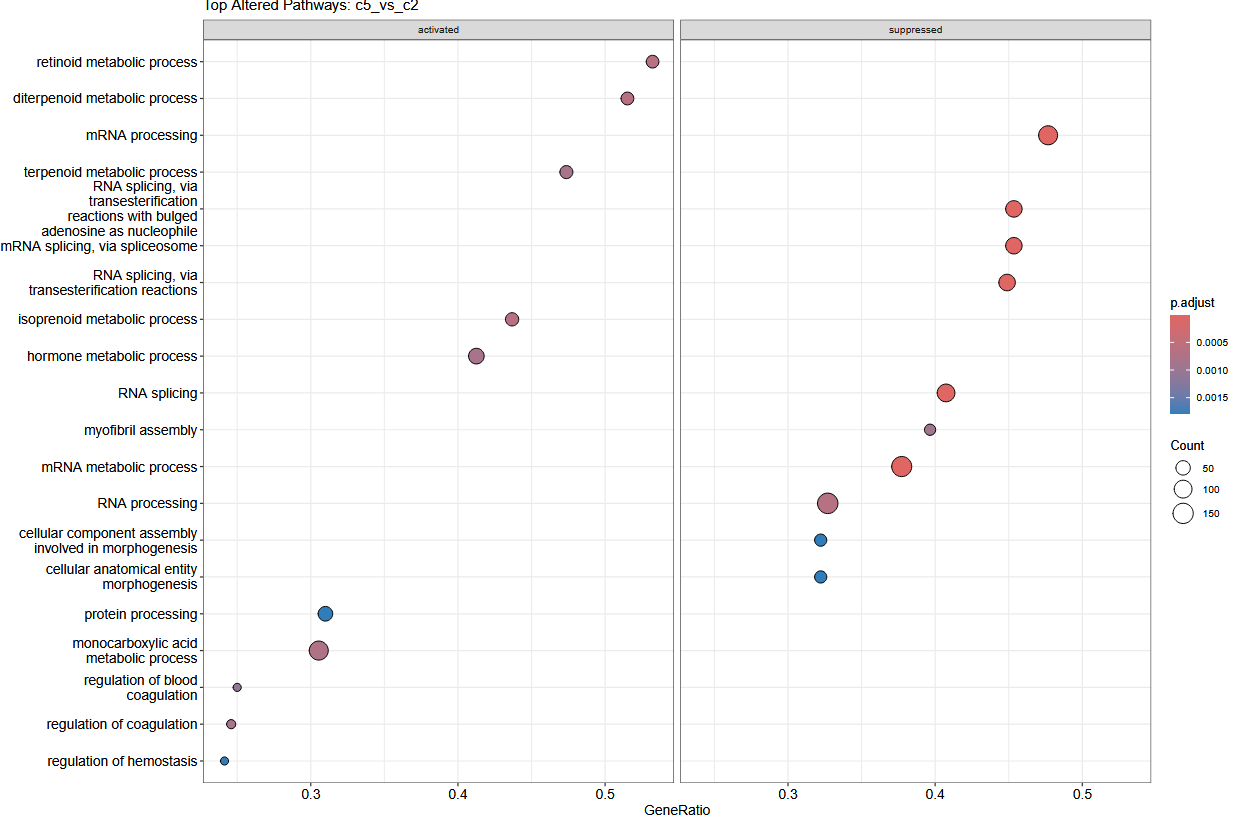 Top Altered Pathways: c5_vs_c2
activated
suppressed
retinoid metabolic process
diterpenoid metabolic process
mRNA processing
terpenoid metabolic process
RNA splicing, via
transesterification
reactions with bulged
adenosine as nucleophile
mRNA splicing, via spliceosome
RNA splicing, via
transesterification reactions
isoprenoid metabolic process
hormone metabolic process
RNA splicing
myofibril assembly
mRNA metabolic process
RNA processing
cellular component assembly
involved in morphogenesis
cellular anatomical entity
morphogenesis
protein processing
monocarboxylic acid
metabolic process
regulation of blood
coagulation
regulation of coagulation
regulation of hemostasis
0.3 0.4 0.5
0.3 0.4 0.5
GeneRatio
p.adjust
0.0005
0.0010
0.0015
Count
50
100
150